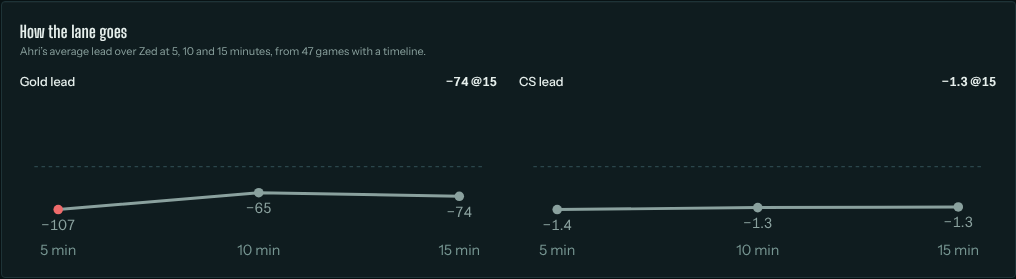 How the lane goes
Ahri's average lead over Zed at 5, 10 and 15 minutes, from 47 games with a timeline.
Gold lead
−74 @15
−107
−65
−74
5 min
10 min
15 min
CS lead
−1.3 @15
−1.4
−1.3
−1.3
5 min
10 min
15 min